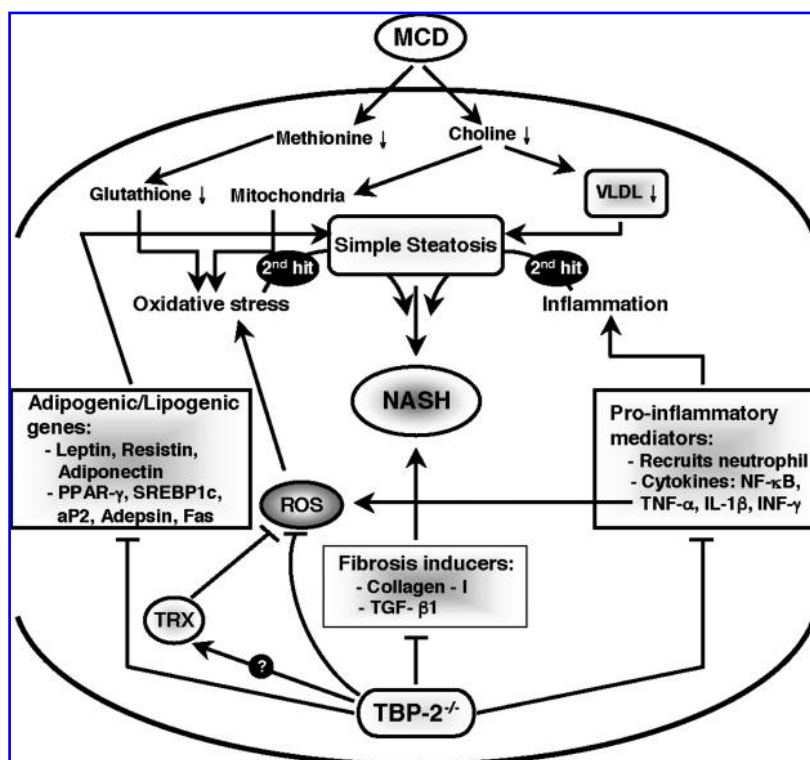 MCD
Methionine ↓
Choline ↓
Glutathione ↓
Mitochondria
VLDL ↓
Simple Steatosis
2nd hit
2nd hit
Oxidative stress
Inflammation
NASH
Adipogenic/Lipogenic
genes:
- Leptin, Resistin,
Adiponectin
- PPAR-γ, SREBP1c,
aP2, Adepsin, Fas
Pro-inflammatory
mediators:
- Recruits neutrophil
- Cytokines: NF-κB,
TNF-α, IL-1β, INF-γ
ROS
Fibrosis inducers:
- Collagen - I
- TGF- β1
TRX
?
TBP-2-/-